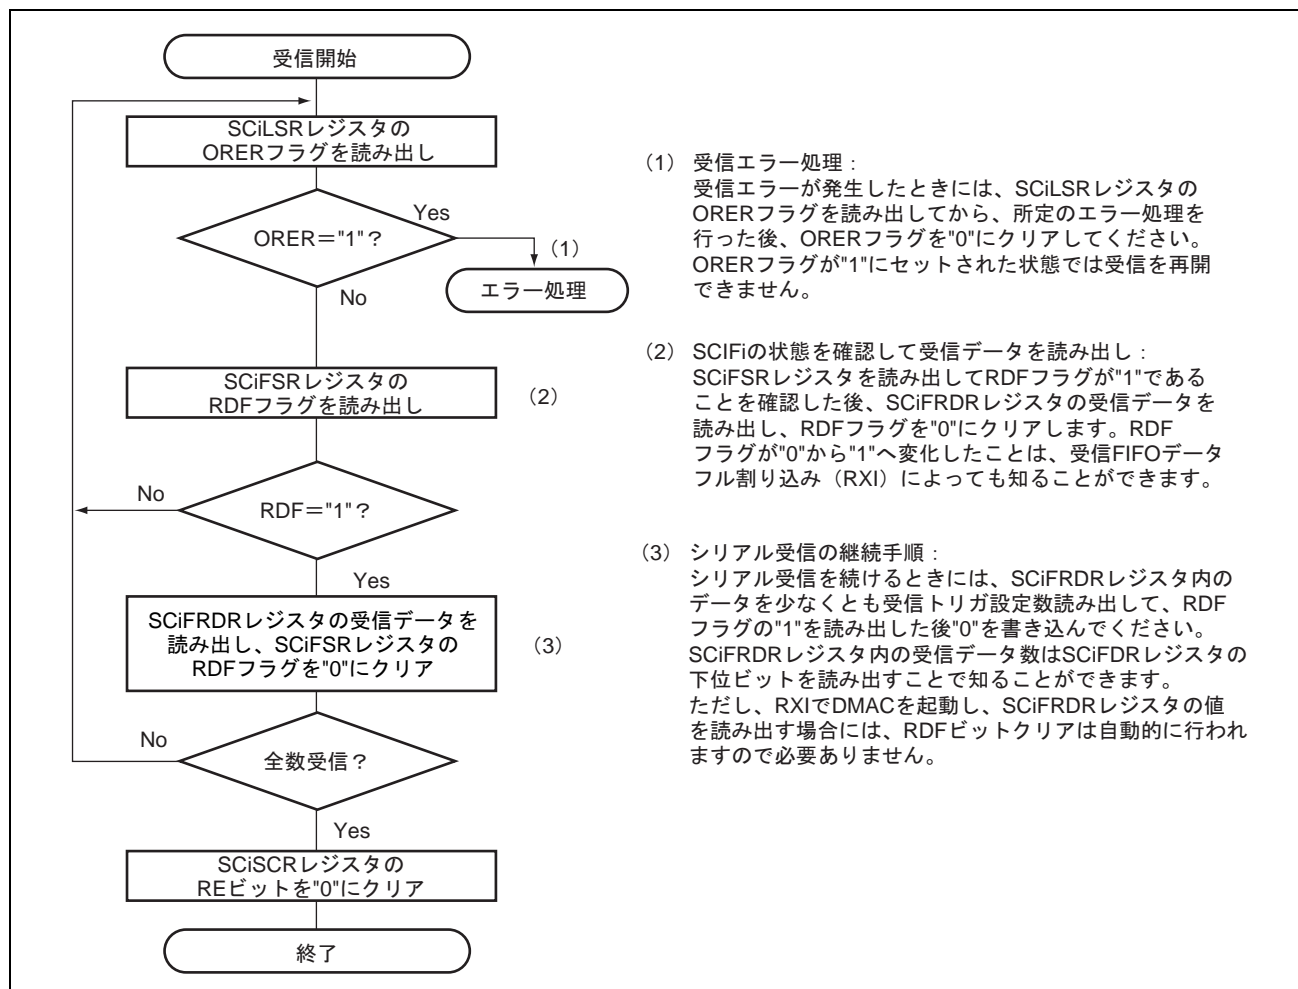 受信開始
SCiLSRレジスタの
ORERフラグを読み出し
ORER＝"1"？
Yes
（1）
エラー処理
No
SCiFSRレジスタの
RDFフラグを読み出し
（2）
RDF＝"1"？
No
Yes
SCiFRDRレジスタの受信データを
読み出し、SCiFSRレジスタの
RDFフラグを"0"にクリア
（3）
全数受信？
No
Yes
SCiSCRレジスタの
REビットを"0"にクリア
終了
（1） 受信エラー処理：
受信エラーが発生したときには、SCiLSRレジスタの
ORERフラグを読み出してから、所定のエラー処理を
行った後、ORERフラグを"0"にクリアしてください。
ORERフラグが"1"にセットされた状態では受信を再開
できません。
（2） SCIFiの状態を確認して受信データを読み出し：
SCiFSRレジスタを読み出してRDFフラグが"1"である
ことを確認した後、SCiFRDRレジスタの受信データを
読み出し、RDFフラグを"0"にクリアします。RDF
フラグが"0"から"1"へ変化したことは、受信FIFOデータ
フル割り込み（RXI）によっても知ることができます。
（3） シリアル受信の継続手順：
シリアル受信を続けるときには、SCiFRDRレジスタ内の
データを少なくとも受信トリガ設定数読み出して、RDF
フラグの"1"を読み出した後"0"を書き込んでください。
SCiFRDRレジスタ内の受信データ数はSCiFDRレジスタの
下位ビットを読み出すことで知ることができます。
ただし、RXIでDMACを起動し、SCiFRDRレジスタの値
を読み出す場合には、RDFビットクリアは自動的に行われ
ますので必要ありません。